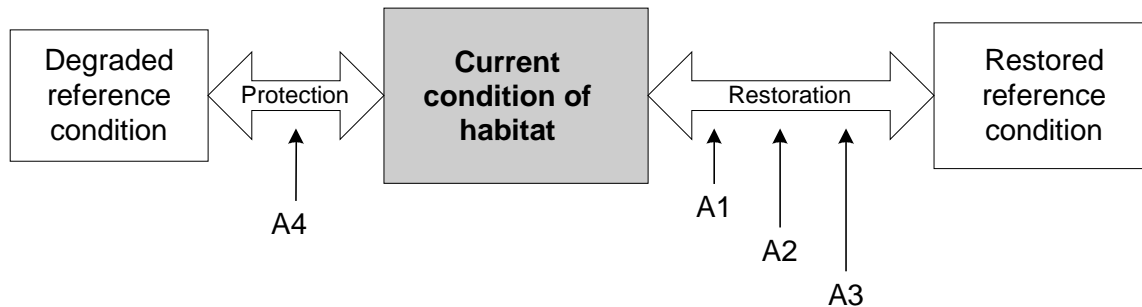 Degraded
reference
condition
Protection
Current
condition of
habitat
Restoration
Restored
reference
condition
A4
A1
A2
A3